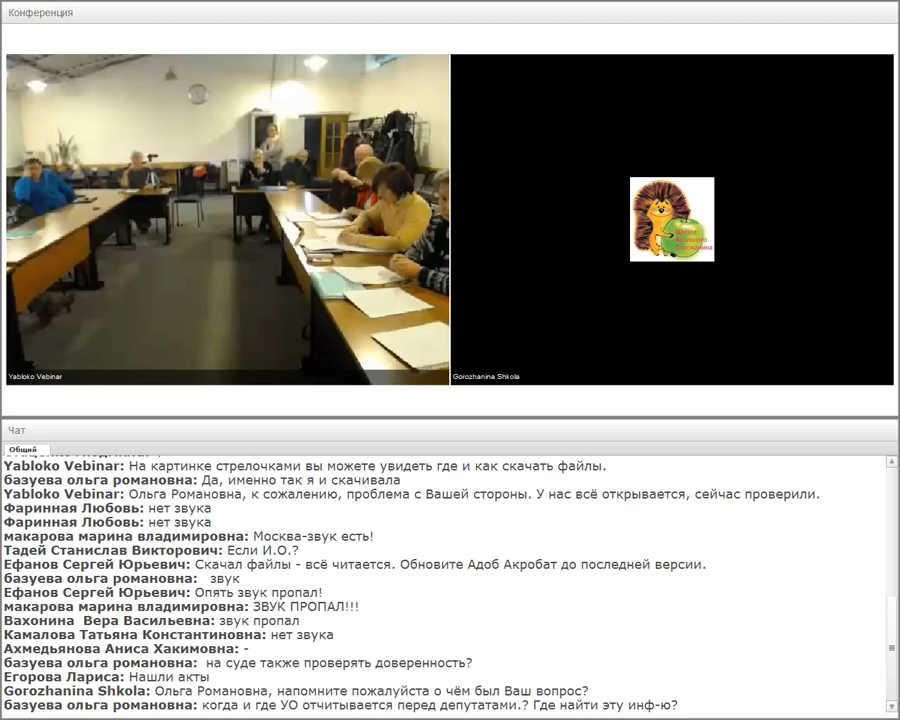 Конференция
Школа
Активного
Горожанина
Yabloko Vebinar
Gorozhanina Shkola
Чат
Общий
Yabloko Vebinar: На картинке стрелочками вы можете увидеть где и как скачать файлы.
базуева ольга романовна: Да, именно так я и скачивала
Yabloko Vebinar: Ольга Романовна, к сожалению, проблема с Вашей стороны. У нас всё открывается, сейчас проверили.
Фаринная Любовь: нет звука
Фаринная Любовь: нет звука
макарова марина владимировна: Москва-звук есть!
Тадей Станислав Викторович: Если И.О.?
Ефанов Сергей Юрьевич: Скачал файлы - всё читается. Обновите Адоб Акробат до последней версии.
базуева ольга романовна: звук
Ефанов Сергей Юрьевич: Опять звук пропал!
макарова марина владимировна: ЗВУК ПРОПАЛ!!!
Вахонина Вера Васильевна: звук пропал
Камалова Татьяна Константиновна: нет звука
Ахмедьянова Аниса Хакимовна: -
базуева ольга романовна: на суде также проверять доверенность?
Егорова Лариса: Нашли акты
Gorozhanina Shkola: Ольга Романовна, напомните пожалуйста о чём был Ваш вопрос?
базуева ольга романовна: когда и где УО отчитывается перед депутатами.? Где найти эту инф-ю?